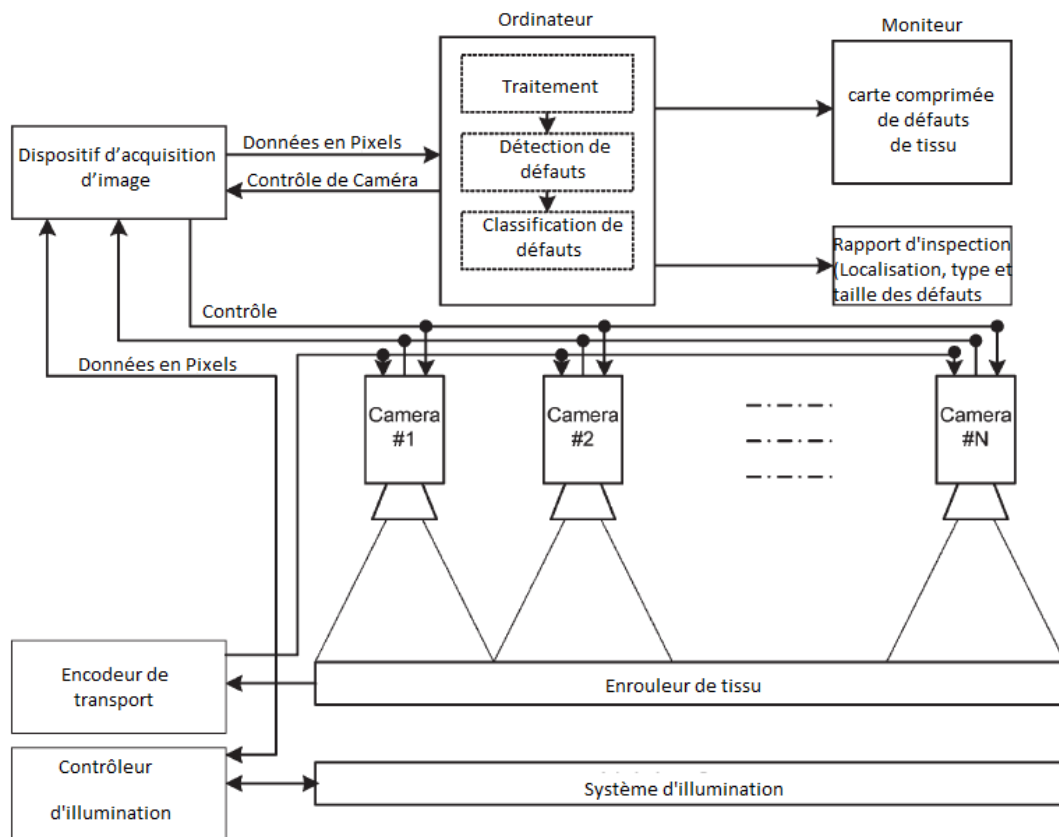 Ordinateur
Moniteur
Traitement
carte comprimée
de défauts
de tissu
Données en Pixels
Dispositif d'acquisition
d'image
Détection de
défauts
Contrôle de Caméra
Classification de
défauts
Rapport d'inspection
(Localisation, type et
taille des défauts
Contrôle
Données en Pixels
Camera
#1
Camera
#2
Camera
#N
Encodeur de
transport
Enrouleur de tissu
Contrôleur
d'illumination
Système d'illumination